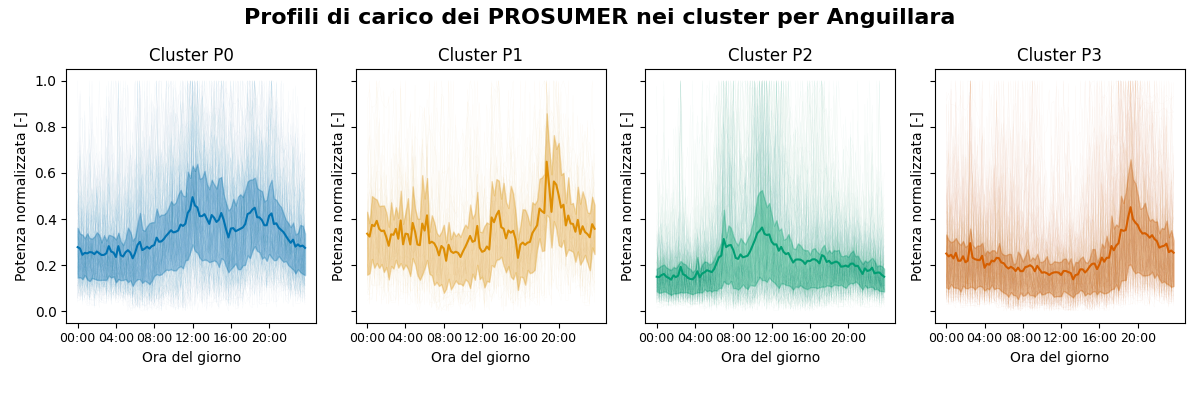 Profili di carico dei PROSUMER nei cluster per Anguillara
Cluster P0
Cluster P1
Cluster P2
Cluster P3
Potenza normalizzata [-]
1.0
0.8
0.6
0.4
0.2
0.0
Potenza normalizzata [-]
Potenza normalizzata [-]
Potenza normalizzata [-]
00:00 04:00 08:00 12:00 16:00 20:00
00:00 04:00 08:00 12:00 16:00 20:00
00:00 04:00 08:00 12:00 16:00 20:00
00:00 04:00 08:00 12:00 16:00 20:00
Ora del giorno
Ora del giorno
Ora del giorno
Ora del giorno